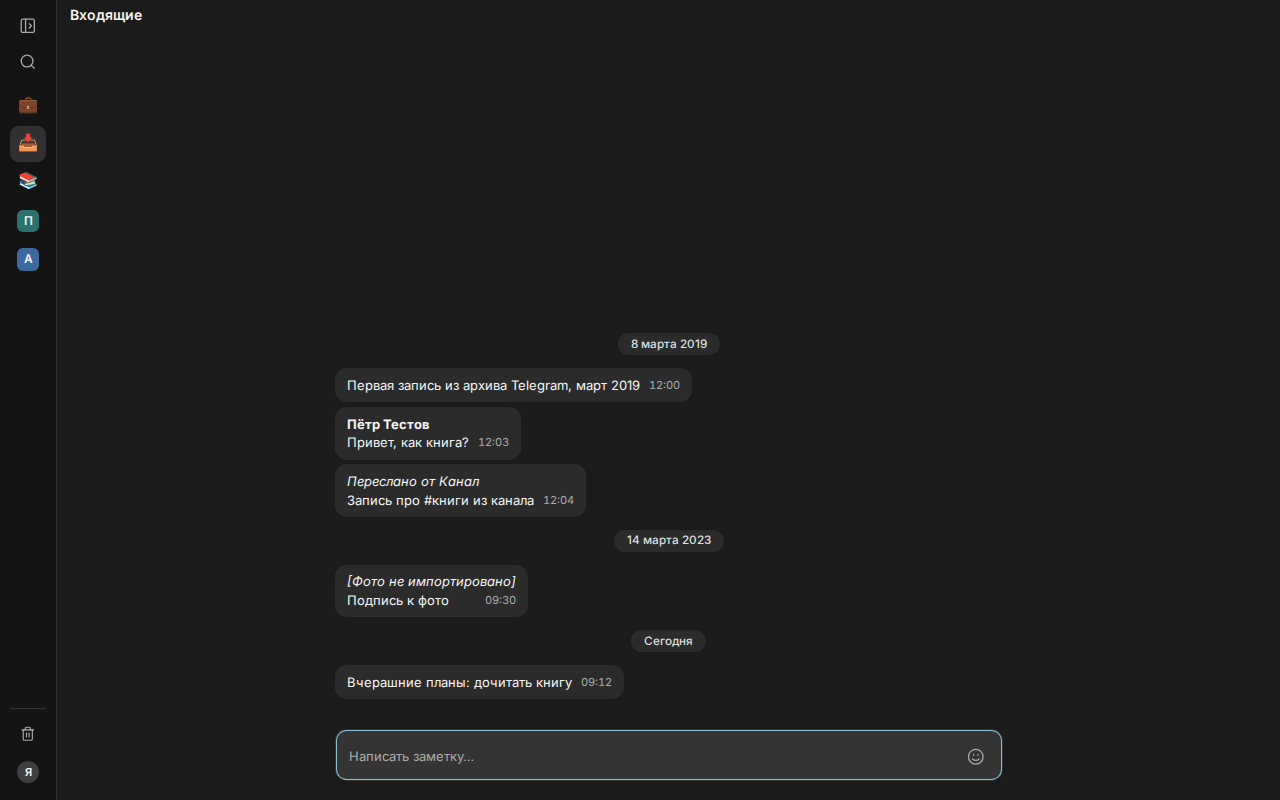 Входящие
П
А
8 марта 2019
Первая запись из архива Telegram, март 2019 12:00
Пётр Тестов
Привет, как книга? 12:03
Переслано от Канал
Запись про #книги из канала 12:04
14 марта 2023
[Фото не импортировано]
Подпись к фото 09:30
Сегодня
Вчерашние планы: дочитать книгу 09:12
Написать заметку...
Я